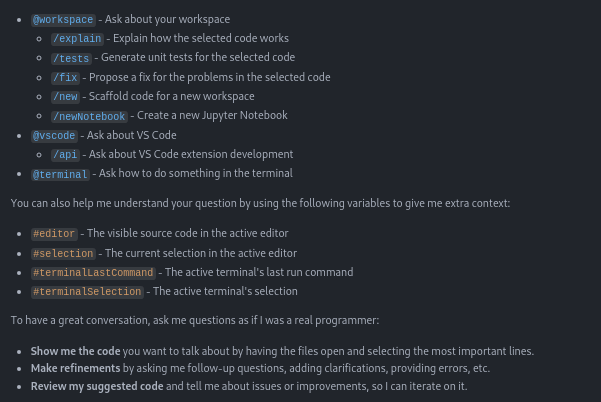 @workspace - Ask about your workspace
/explain - Explain how the selected code works
/tests - Generate unit tests for the selected code
/fix - Propose a fix for the problems in the selected code
/new - Scaffold code for a new workspace
/newNotebook - Create a new Jupyter Notebook
@vscode - Ask about VS Code
/api - Ask about VS Code extension development
@terminal - Ask how to do something in the terminal
You can also help me understand your question by using the following variables to give me extra context:
#editor - The visible source code in the active editor
#selection - The current selection in the active editor
#terminalLastCommand - The active terminal's last run command
#terminalSelection - The active terminal's selection
To have a great conversation, ask me questions as if I was a real programmer:
Show me the code you want to talk about by having the files open and selecting the most important lines.
Make refinements by asking me follow-up questions, adding clarifications, providing errors, etc.
Review my suggested code and tell me about issues or improvements, so I can iterate on it.